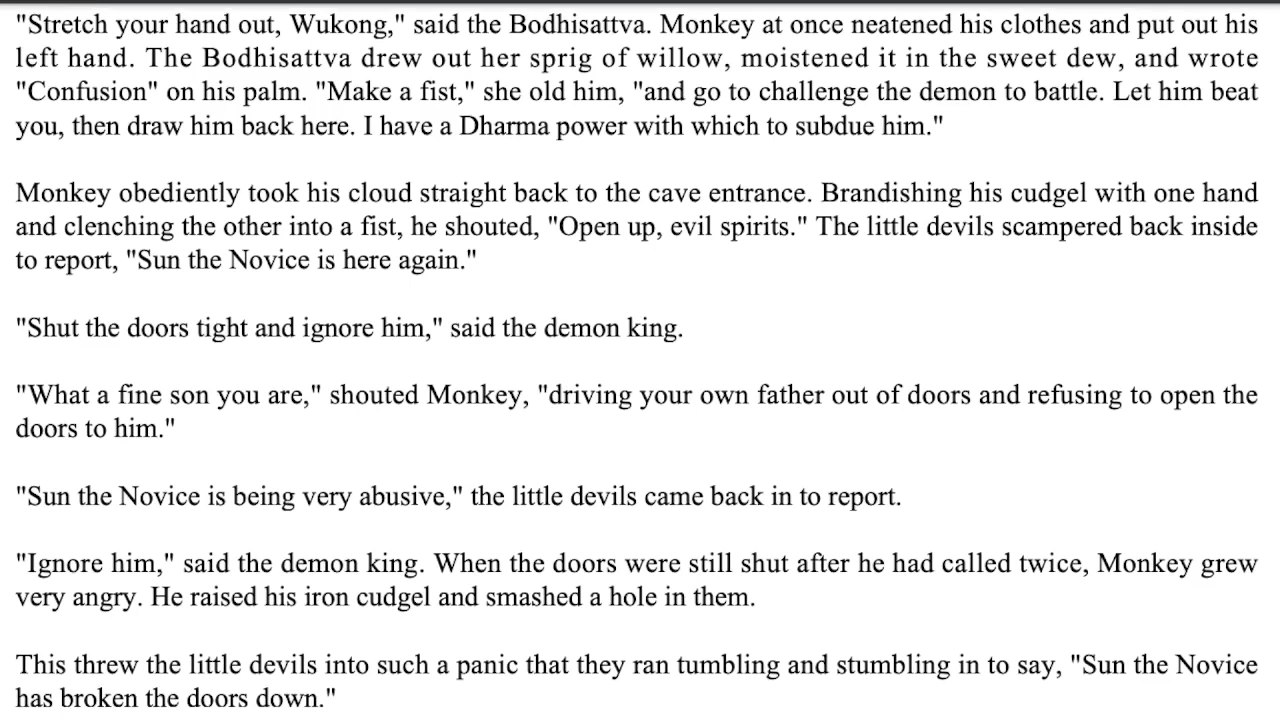 "Stretch your hand out, Wukong," said the Bodhisattva. Monkey at once neatened his clothes and put out his
left hand. The Bodhisattva drew out her sprig of willow, moistened it in the sweet dew, and wrote
"Confusion" on his palm. "Make a fist," she old him, "and go to challenge the demon to battle. Let him beat
you, then draw him back here. I have a Dharma power with which to subdue him."
Monkey obediently took his cloud straight back to the cave entrance. Brandishing his cudgel with one hand
and clenching the other into a fist, he shouted, "Open up, evil spirits." The little devils scampered back inside
to report, "Sun the Novice is here again."
"Shut the doors tight and ignore him," said the demon king.
"What a fine son you are," shouted Monkey, "driving your own father out of doors and refusing to open the
doors to him."
"Sun the Novice is being very abusive," the little devils came back in to report.
"Ignore him," said the demon king. When the doors were still shut after he had called twice, Monkey grew
very angry. He raised his iron cudgel and smashed a hole in them.
This threw the little devils into such a panic that they ran tumbling and stumbling in to say, "Sun the Novice
has broken the doors down."